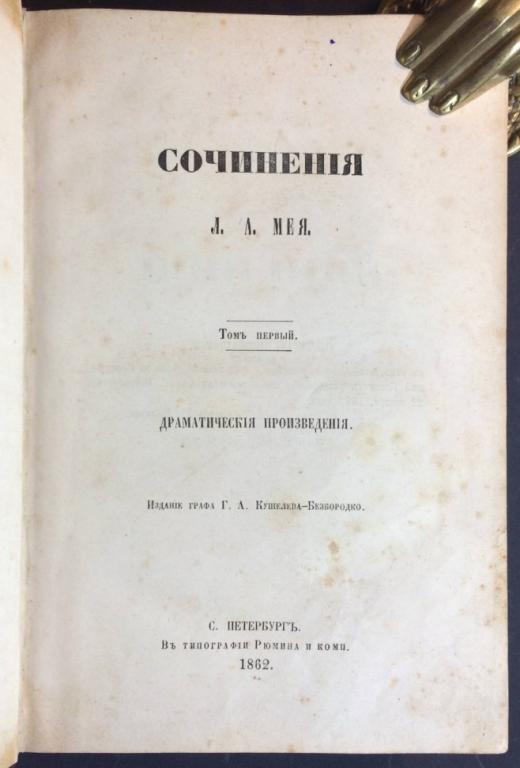 СОЧИНЕНІЯ
Л. А. МЕЯ.
Томъ первый.
ДРАМАТИЧЕСКІЯ ПРОИЗВЕДЕНІЯ.
Изданіе графа Г. А. Кушелева-Безбородко.
С. ПЕТЕРБУРГЪ.
Въ типографіи Рюмина и комп.
1862.